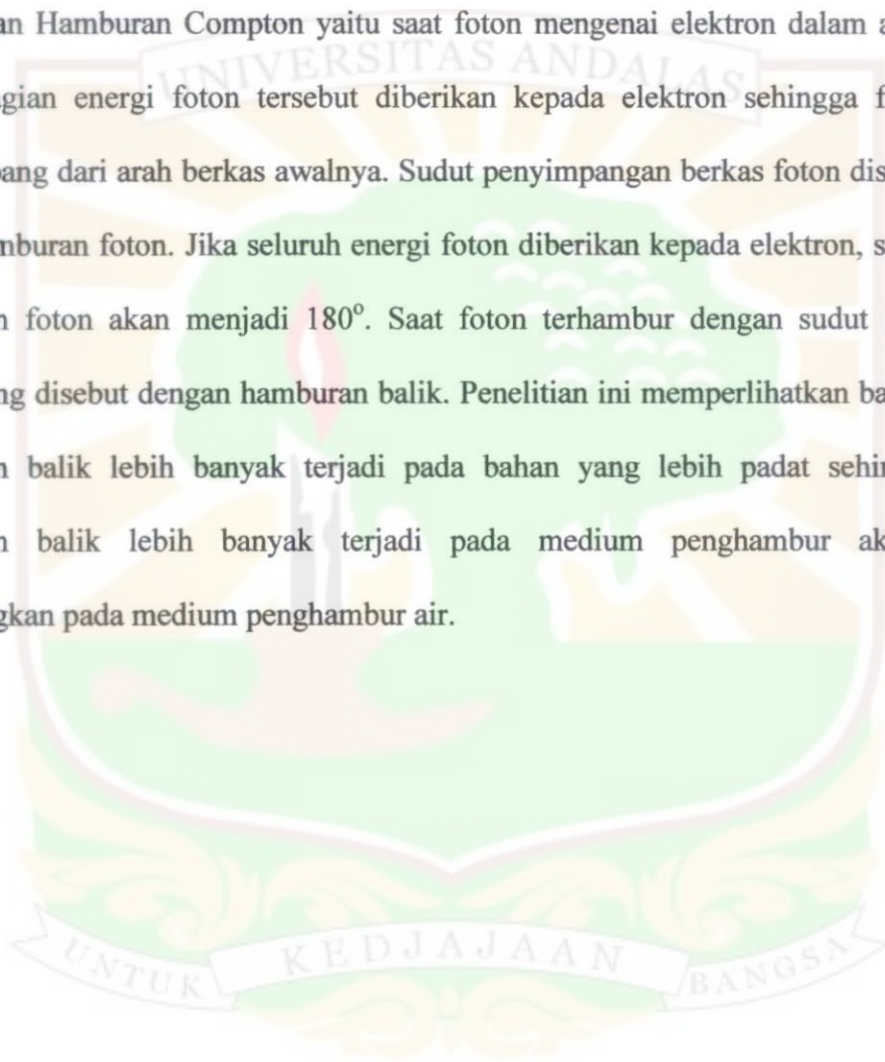 an Hamburan Compton yaitu saat foton mengenai elektron dalam a
gian energi foton tersebut diberikan kepada elektron sehingga f
ang dari arah berkas awalnya. Sudut penyimpangan berkas foton dis
nburan foton. Jika seluruh energi foton diberikan kepada elektron, s
n foton akan menjadi 180°. Saat foton terhambur dengan sudut
ng disebut dengan hamburan balik. Penelitian ini memperlihatkan ba
n balik lebih banyak terjadi pada bahan yang lebih padat sehin
n balik lebih banyak terjadi pada medium penghambur ak
gkan pada medium penghambur air.
UNIVERSITAS ANDALAS
UNTUK KEDJAJAAN BANGSA